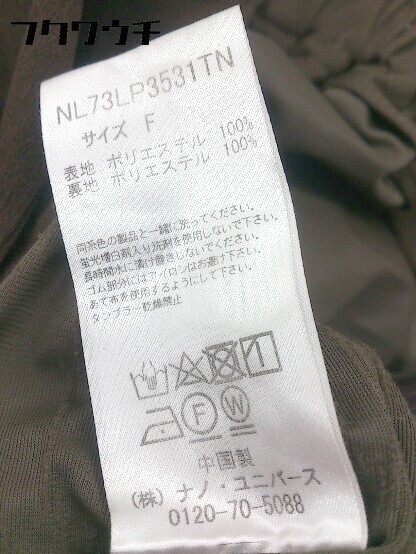 フクワウチ
NL73LP3531TN
サイズ F
表地 ポリエステル 100%
裏地 ポリエステル 100%
同系色の製品と一緒に洗ってください。
蛍光増白剤入り洗剤を使用しないで下さい。
長時間水に漬け置きしないでください。
ゴム部分にはアイロンはお避け下さい。
あて布を使用するようにして下さい。
タンブラー乾燥禁止
F W
中国製
(株) ナノ・ユニバース
0120-70-5088